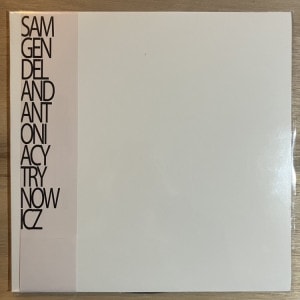 SAM
GEN
DEL
AND
ANT
ONI
ACY
TRY
NOW
ICZ